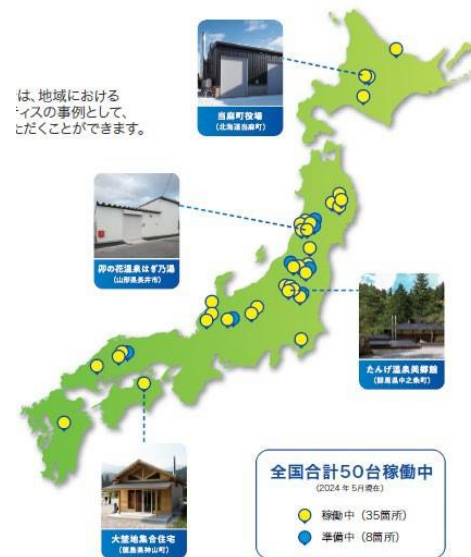 は、地域における
ティスの事例として、
ただくことができます。
当麻町役場
(北海道当麻町)
卯の花温泉はぎ乃湯
(山形県長井市)
たんげ温泉美郷館
(群馬県中之条町)
大埜地集合住宅
(徳島県神山町)
全国合計50台稼働中
(2024年5月現在)
稼働中 (35箇所)
準備中 (8箇所)